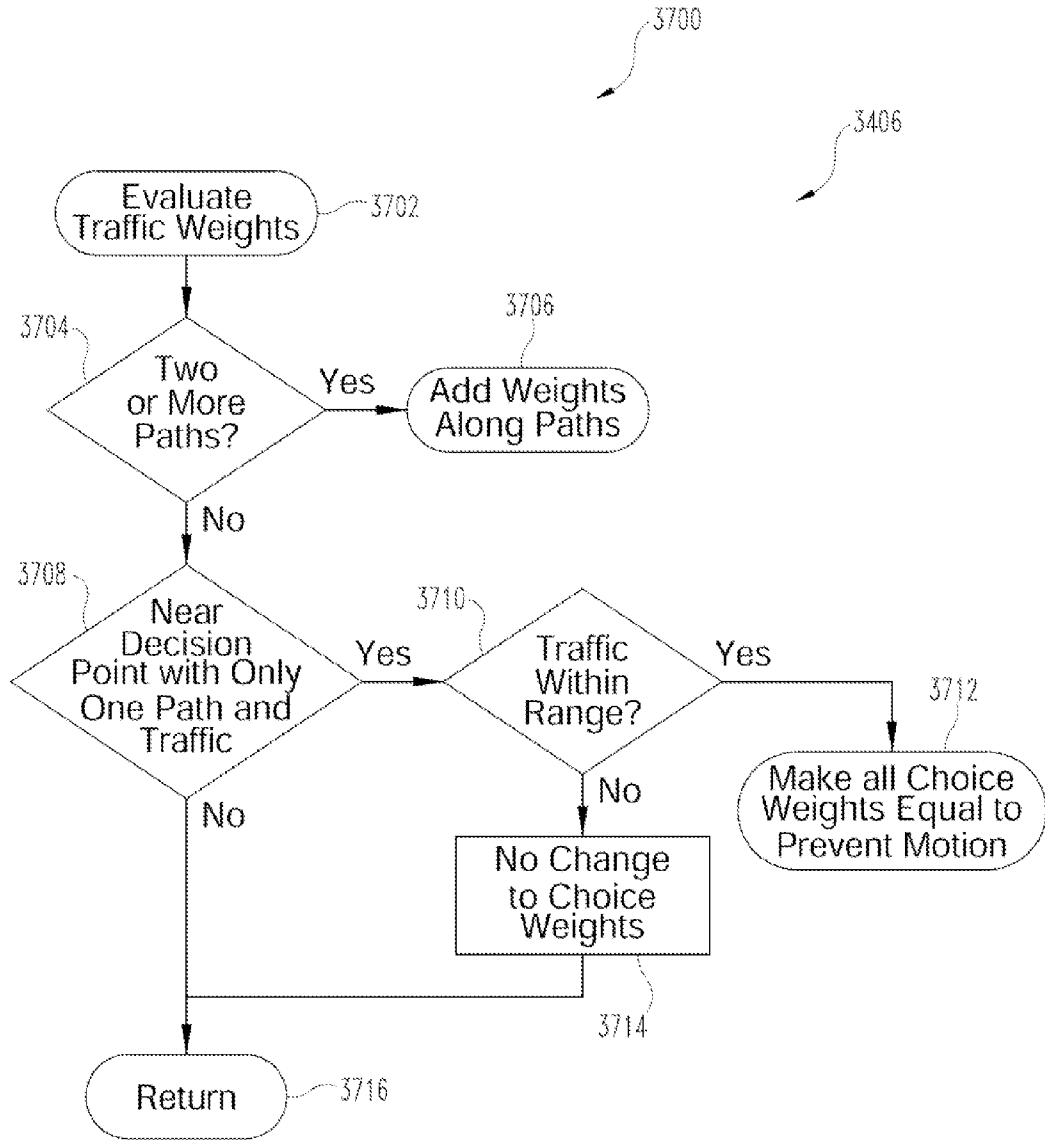 3700
3406
Evaluate
Traffic Weights
3702
3704
Two
or More
Paths?
Yes
3706
Add Weights
Along Paths
No
3708
Near
Decision
Point with Only
One Path and
Traffic
Yes
3710
Traffic
Within
Range?
Yes
3712
Make all Choice
Weights Equal to
Prevent Motion
No
No
No Change
to Choice
Weights
3714
Return
3716